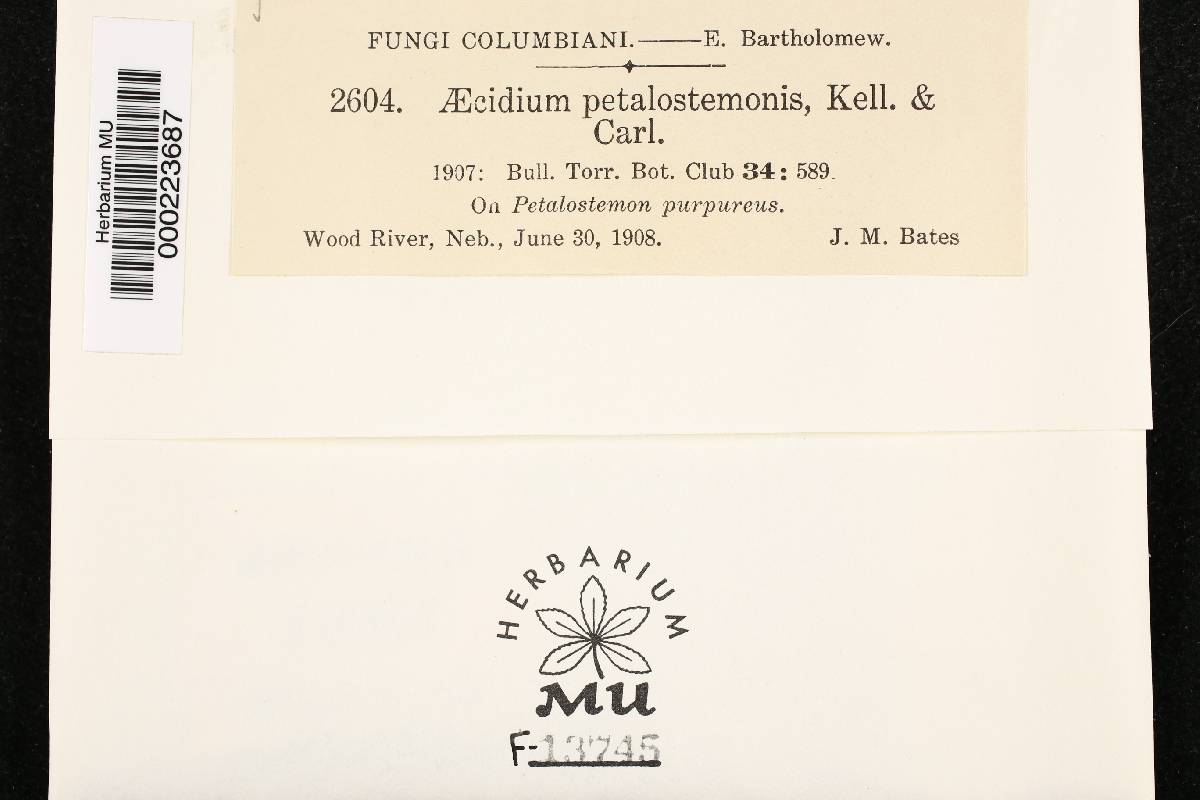 FUNGI COLUMBIANI.——E. Bartholomew.
2604. Æcidium petalostemonis, Kell. &
Carl.
1907: Bull. Torr. Bot. Club 34: 589.
On Petalostemon purpureus.
Wood River, Neb., June 30, 1908. J. M. Bates
Herbarium MU
000223687
HERBARIUM
MU
F-13745